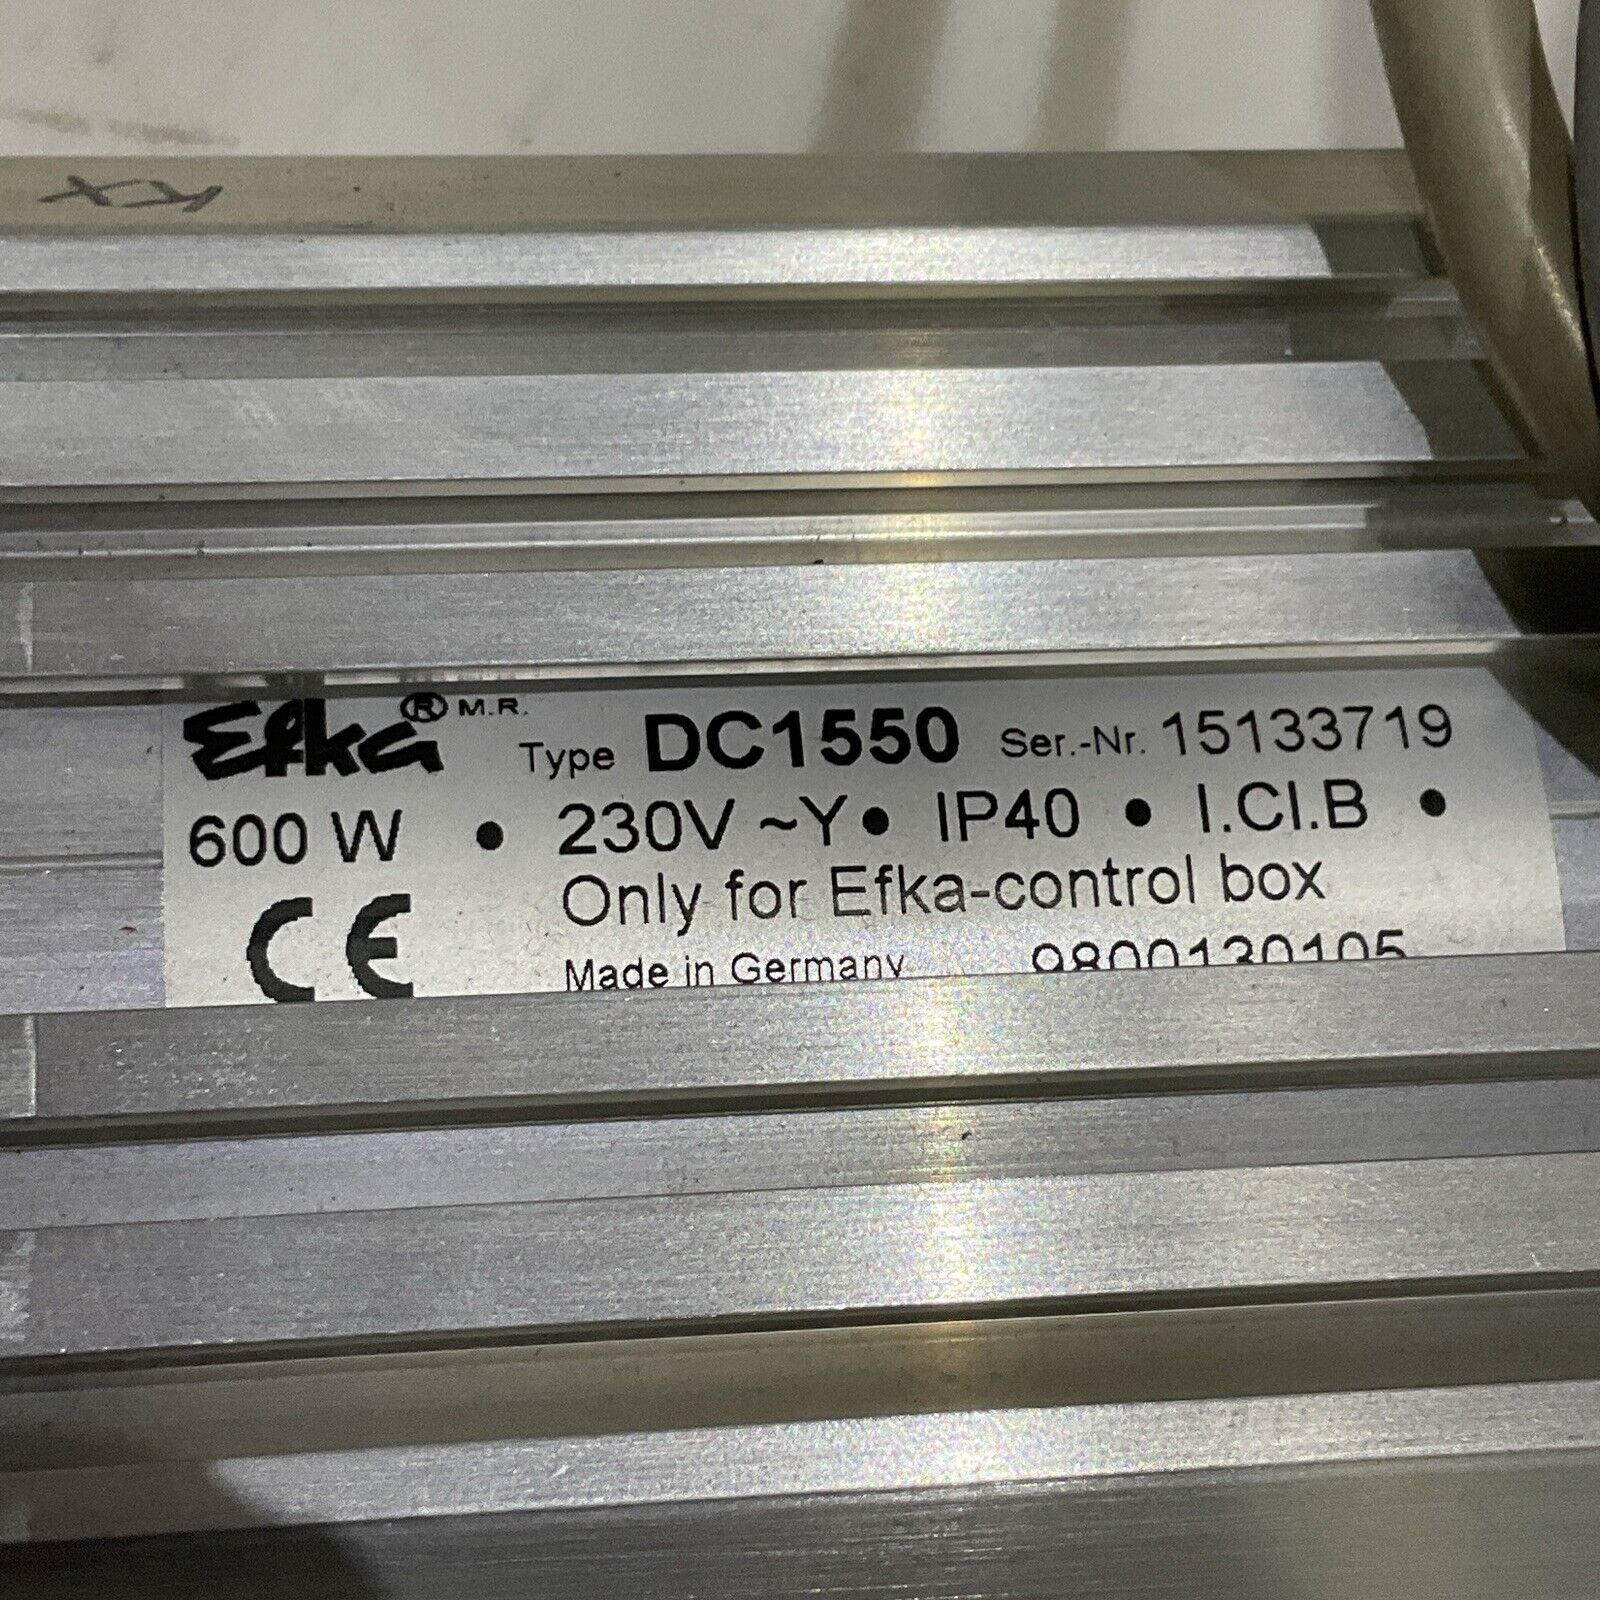 Efka® M.R. Type DC1550 Ser.-Nr. 15133719
600 W • 230V ~Y • IP40 • I.Cl.B •
Only for Efka-control box
CE Made in Germany 9800130105